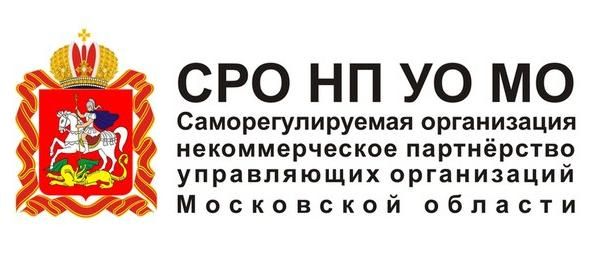 СРО НП УО МО
Саморегулируемая организация
некоммерческое партнёрство
управляющих организаций
Московской области